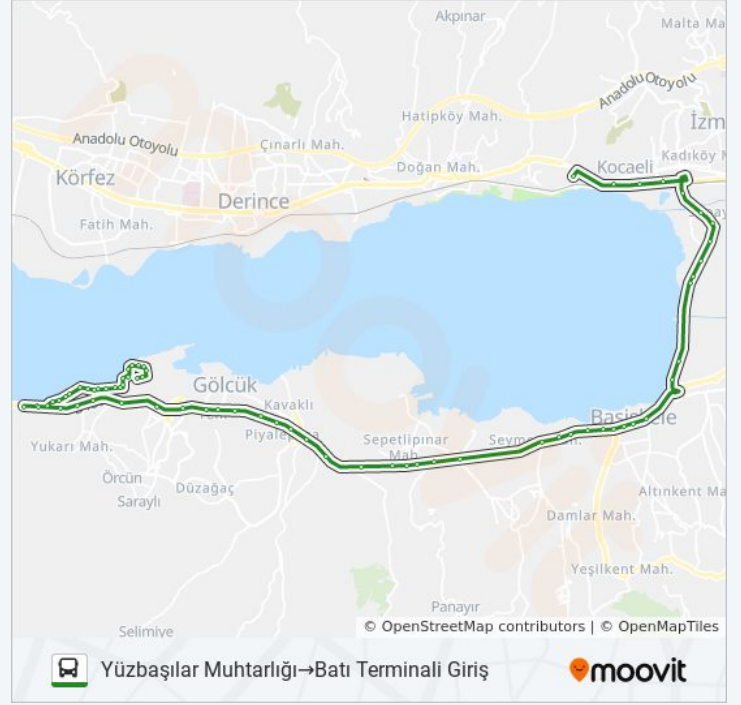 Akpınar
Malta Ma
Anadolu Otoyolu
Hatipköy Mah.
İzm
Anadolu Otoyolu
Çınarlı Mah.
Kadıköy M
Doğan Mah.
Kocaeli
Körfez
Derince
Fatih Mah.
Gölcük
Kavaklı
Başiskele
Yukarı Mah.
Sepetlipınar
Mah.
Örcün
Düzağaç
Saraylı
Altınkent Ma
Damlar Mah.
Yeşilkent Mah.
Panayır
Selimiye
© OpenStreetMap contributors | © OpenMapTiles
Yüzbaşılar Muhtarlığı→Batı Terminali Giriş
moovit